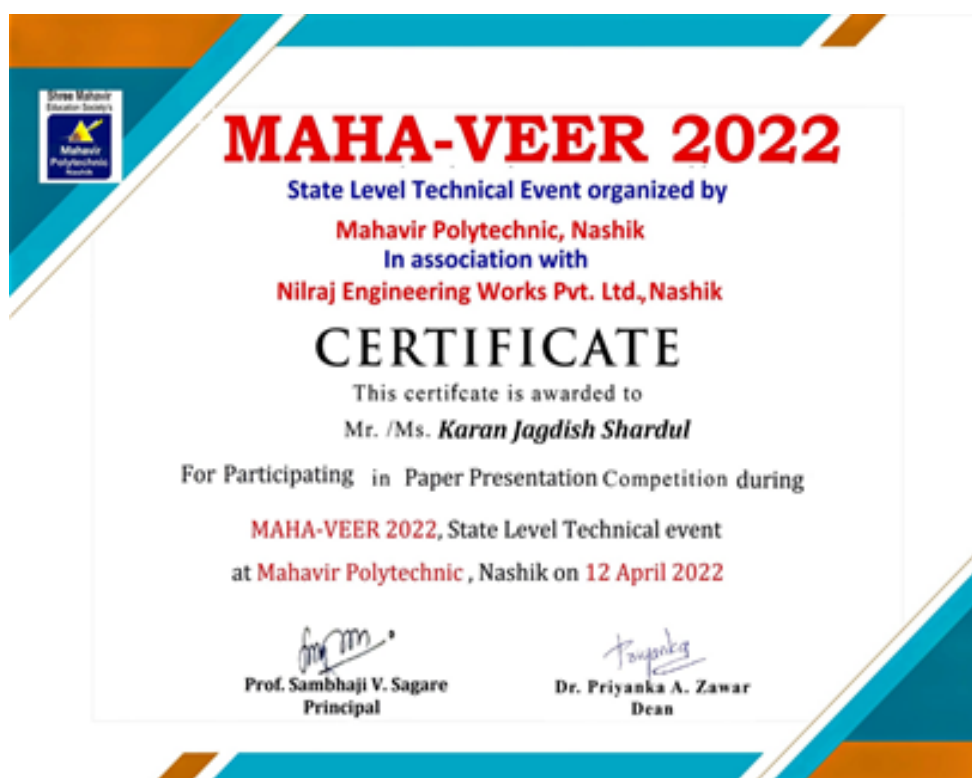 Shree Mahavir
Education Society's
Mahavir
Polytechnic
Nashik
MAHA-VEER 2022
State Level Technical Event organized by
Mahavir Polytechnic, Nashik
In association with
Nilraj Engineering Works Pvt. Ltd., Nashik
CERTIFICATE
This certifcate is awarded to
Mr. /Ms. Karan Jagdish Shardul
For Participating in Paper Presentation Competition during
MAHA-VEER 2022, State Level Technical event
at Mahavir Polytechnic , Nashik on 12 April 2022
Priyanka
Prof. Sambhaji V. Sagare
Principal
Dr. Priyanka A. Zawar
Dean